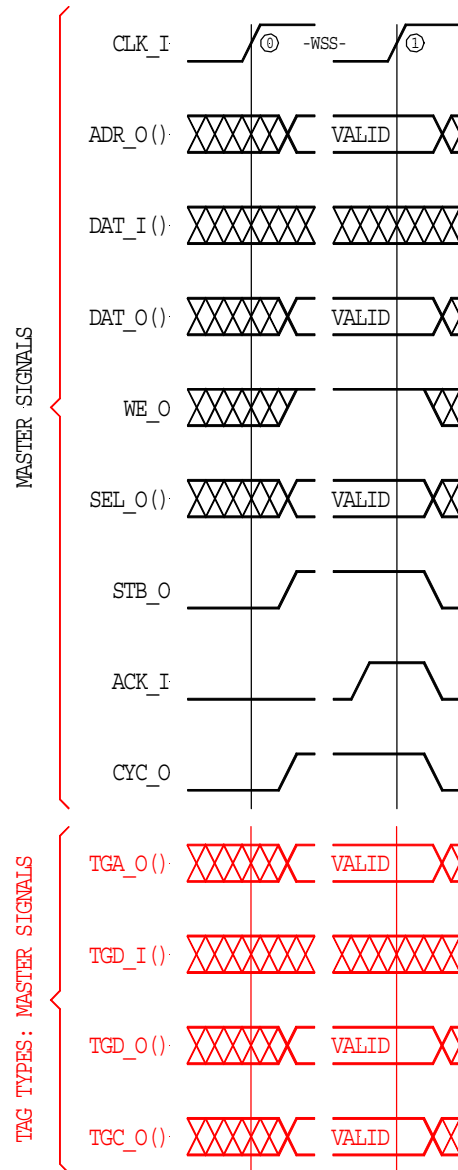 CLK_I
0 -WSS- 1
ADR_O() VALID
DAT_I()
DAT_O() VALID
WE_O
SEL_O() VALID
STB_O
ACK_I
CYC_O
MASTER SIGNALS
TGA_O() VALID
TGD_I()
TGD_O() VALID
TGC_O() VALID
TAG TYPES: MASTER SIGNALS